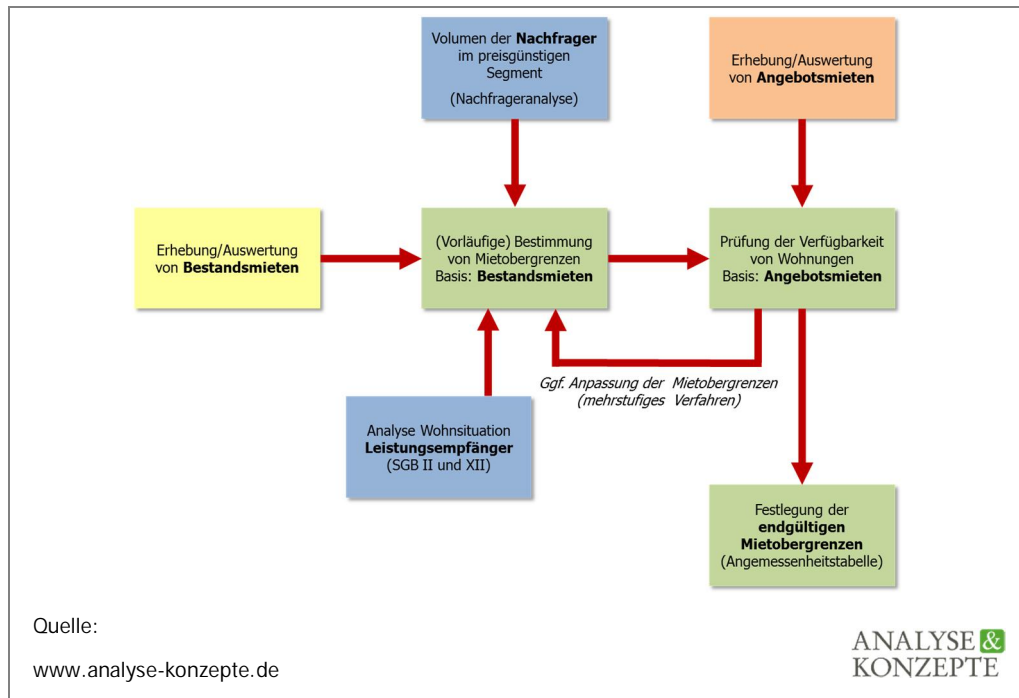 Volumen der Nachfrager
im preisgünstigen
Segment
(Nachfrageranalyse)
Erhebung/Auswertung
von Angebotsmieten
Erhebung/Auswertung
von Bestandsmieten
(Vorläufige) Bestimmung
von Mietobergrenzen
Basis: Bestandsmieten
Prüfung der Verfügbarkeit
von Wohnungen
Basis: Angebotsmieten
Ggf. Anpassung der Mietobergrenzen
(mehrstufiges Verfahren)
Analyse Wohnsituation
Leistungsempfänger
(SGB II und XII)
Festlegung der
endgültigen
Mietobergrenzen
(Angemessenheitstabelle)
Quelle:
www.analyse-konzepte.de
ANALYSE &
KONZEPTE